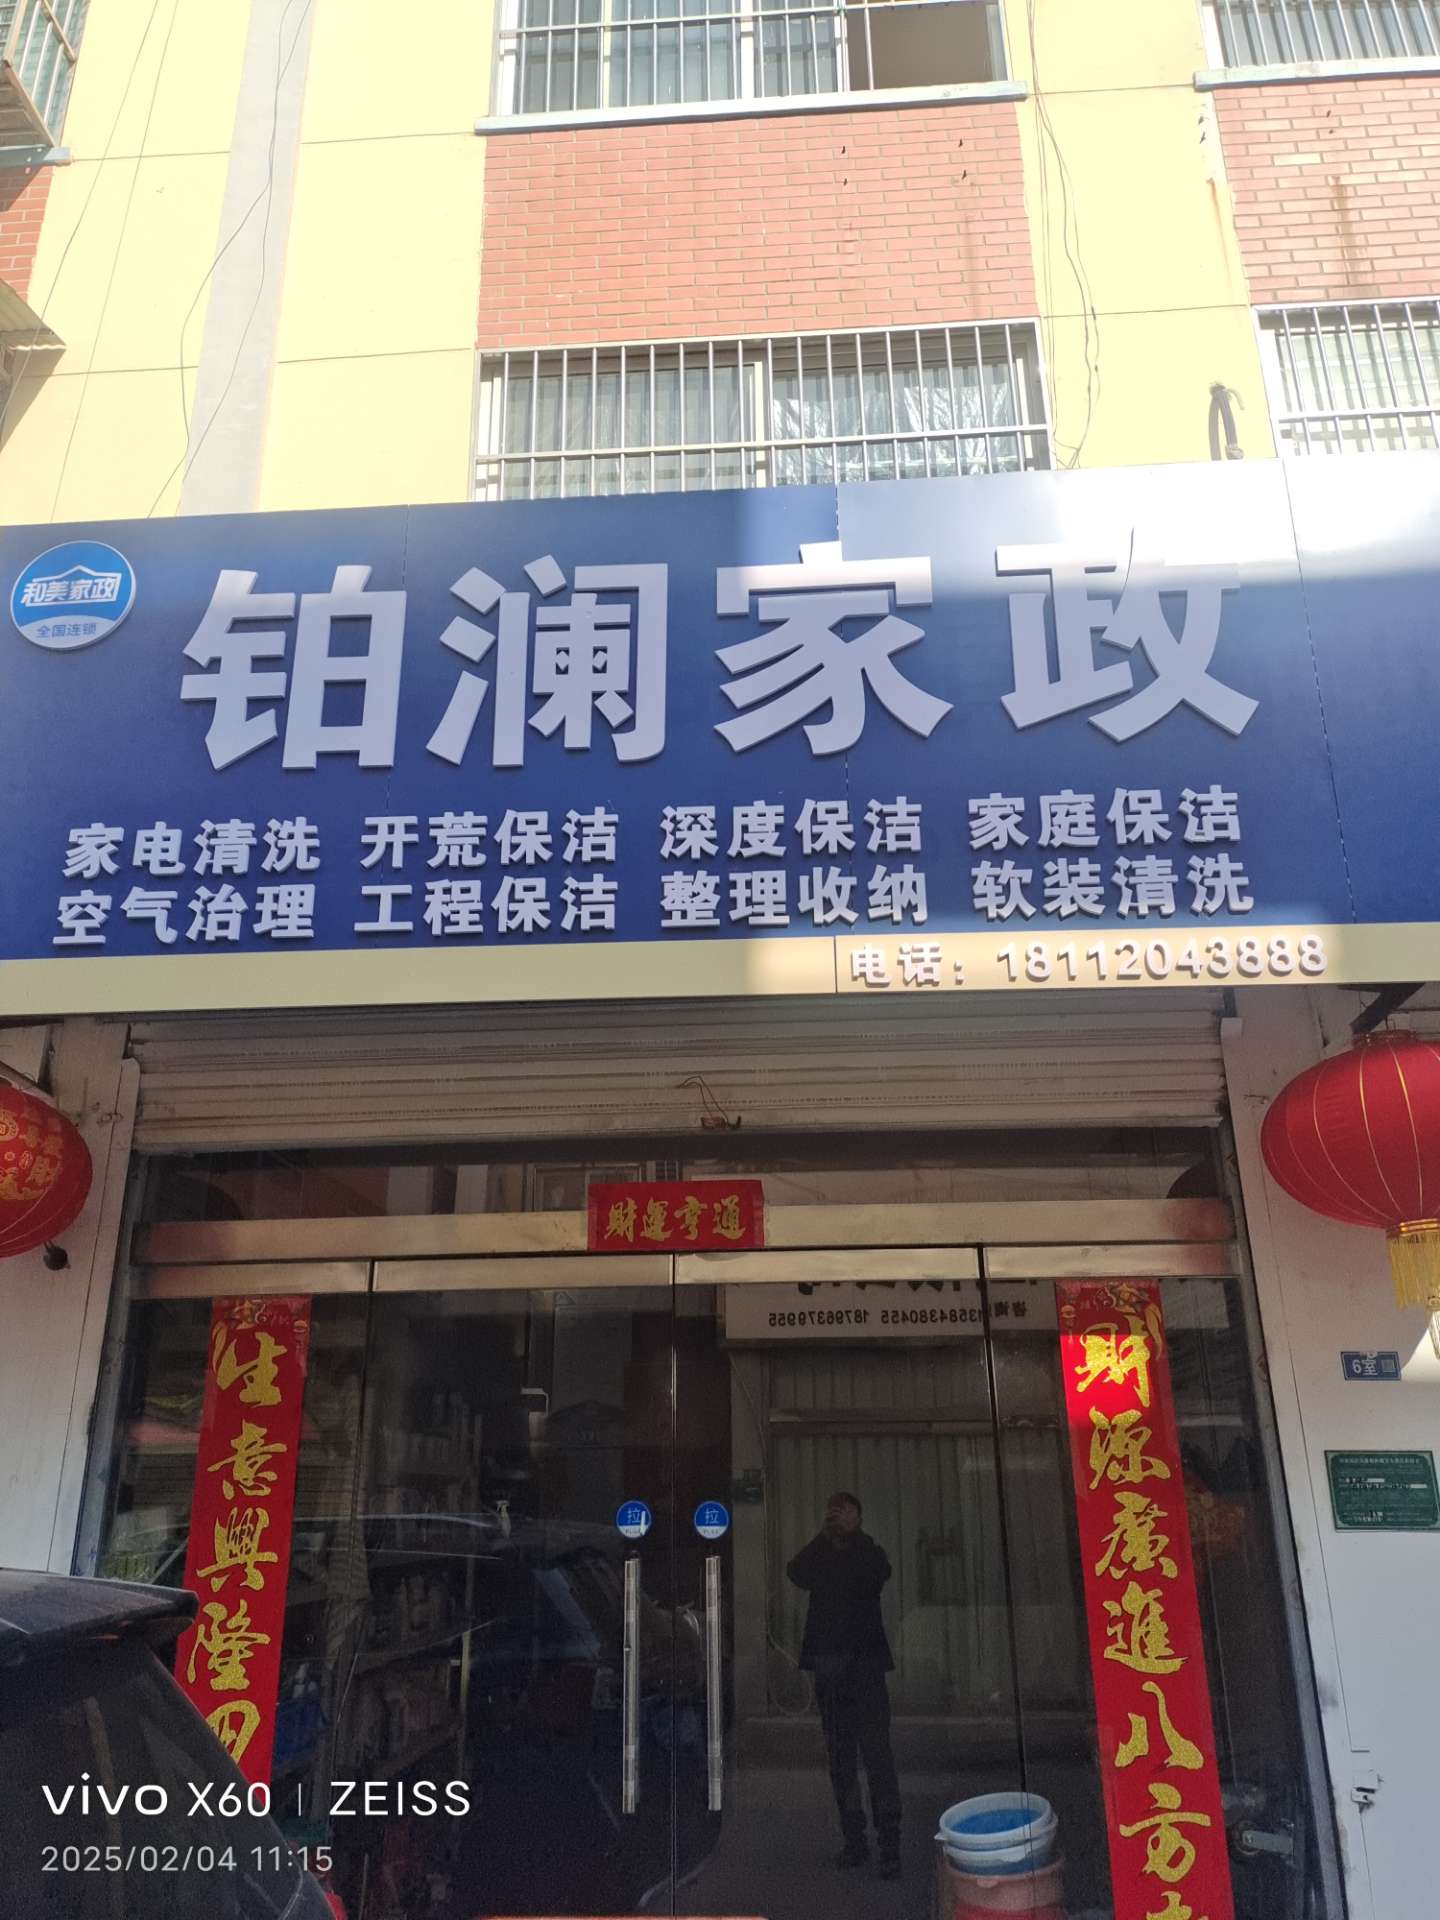 和美家政
全国连锁
铂澜家政
家电清洗 开荒保洁 深度保洁 家庭保洁
空气治理 工程保洁 整理收纳 软装清洗
电话：18112043888
財運亨通
生意興隆四
財源廣進八方
13584380455 18796379955
6室
拉
拉
vivo X60 | ZEISS
2025/02/04 11:15